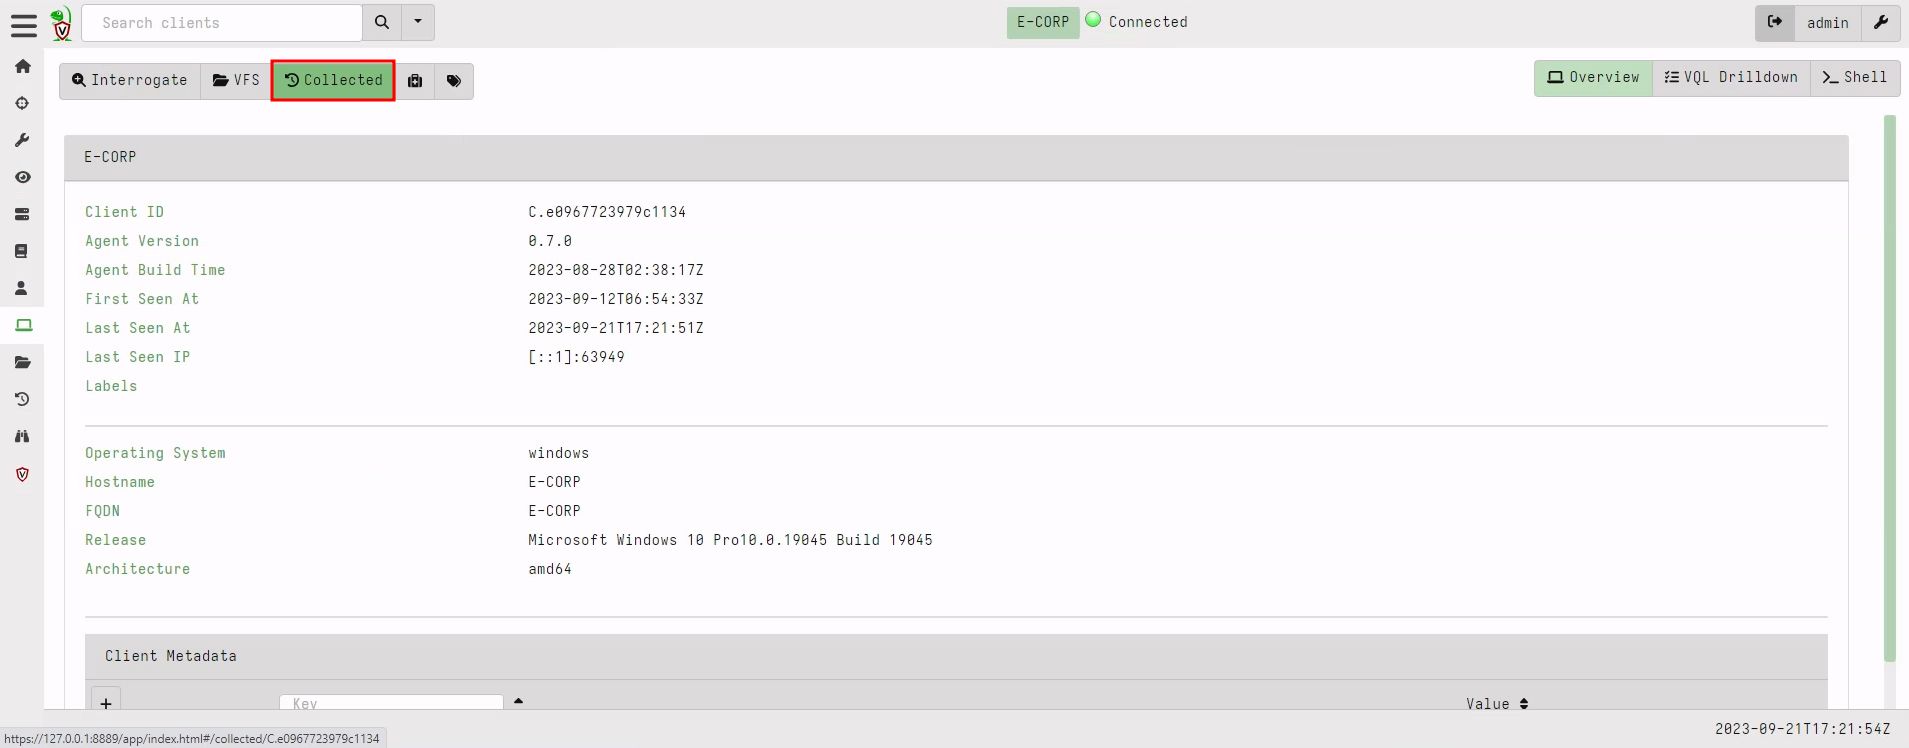 Search clients
E-CORP Connected
admin
Interrogate VFS Collected
Overview VQL Drilldown Shell
E-CORP
Client ID C.e0967723979c1134
Agent Version 0.7.0
Agent Build Time 2023-08-28T02:38:17Z
First Seen At 2023-09-12T06:54:33Z
Last Seen At 2023-09-21T17:21:51Z
Last Seen IP [::1]:63949
Labels
Operating System windows
Hostname E-CORP
FQDN E-CORP
Release Microsoft Windows 10 Pro10.0.19045 Build 19045
Architecture amd64
Client Metadata
+ Key Value
2023-09-21T17:21:54Z
https://127.0.0.1:8889/app/index.html#/collected/C.e0967723979c1134